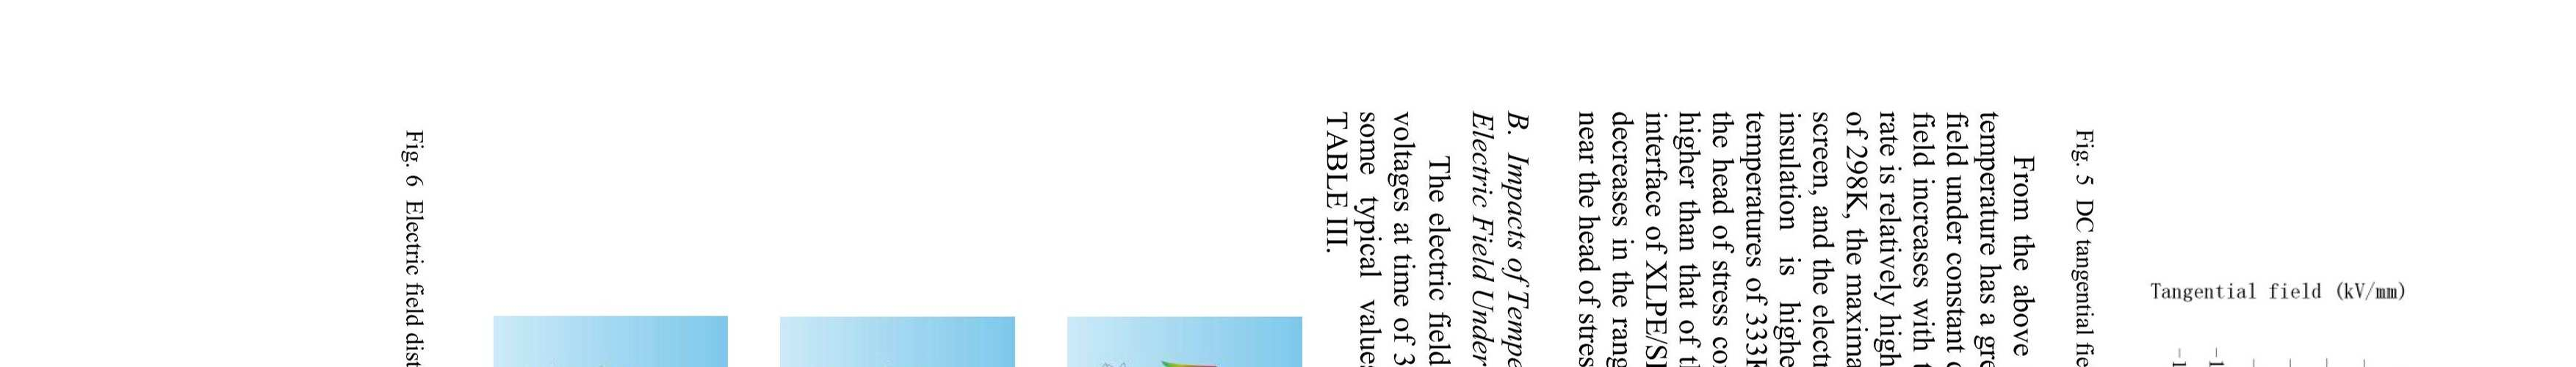 Tangential field (kV/mm)
-1
-1
Fig. 5 DC tangential fie
From the above
temperature has a gre
field under constant
field increases with t
rate is relatively high
of 298K, the maxima
screen, and the electr
insulation is highe
temperatures of 333K
the head of stress co
higher than that of t
interface of XLPE/SI
decreases in the rang
near the head of stres
B. Impacts of Tempe
Electric Field Under
The electric field
voltages at time of 3
some typical values
TABLE III.
Fig. 6 Electric field dist